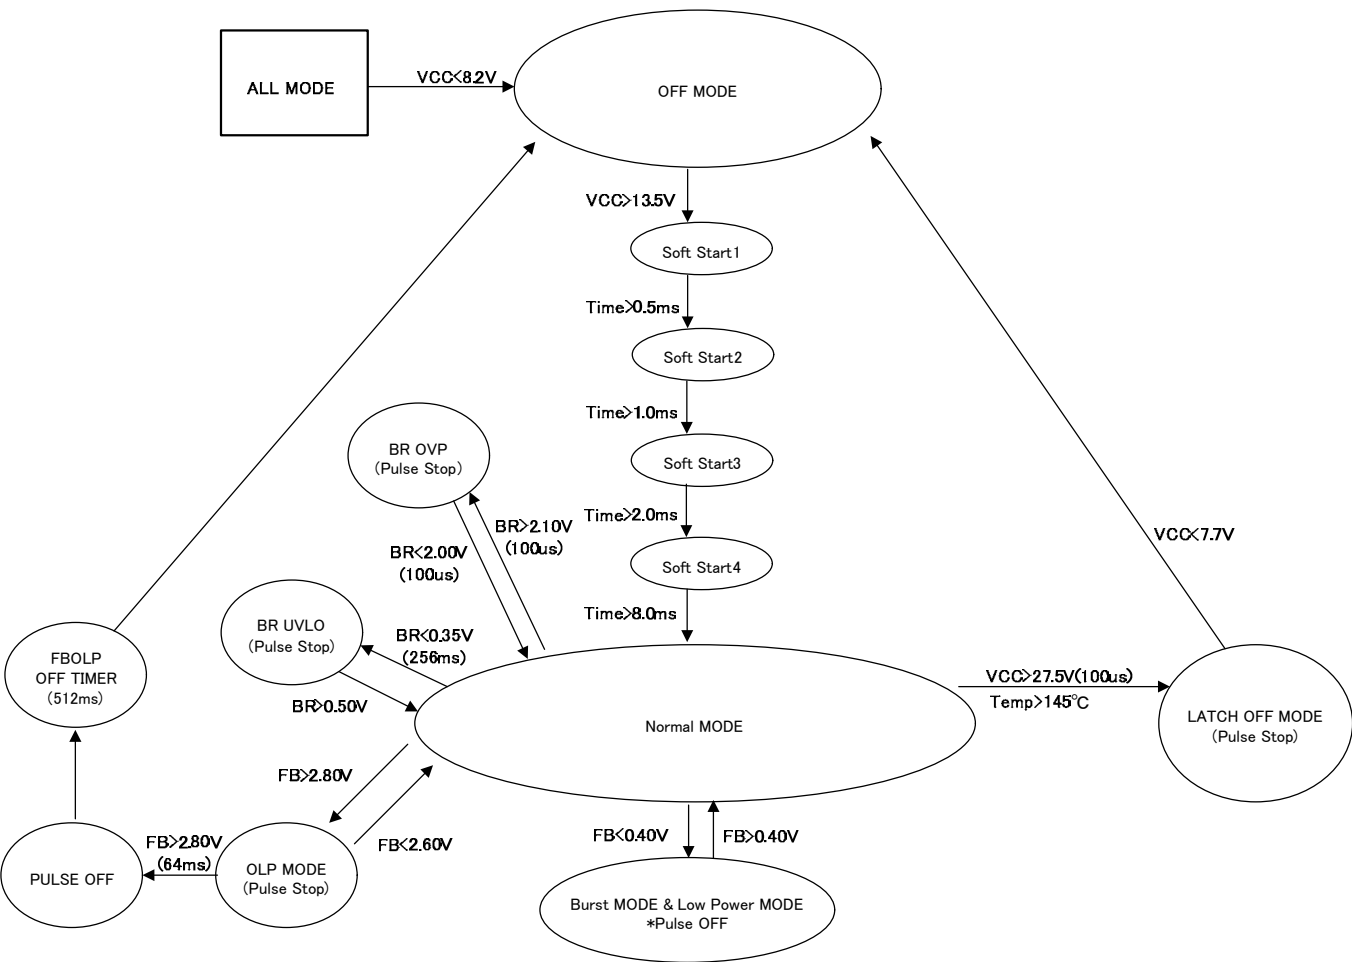 VCC<8.2V
ALL MODE
OFF MODE
VCC>13.5V
Soft Start1
Time>0.5ms
Soft Start2
Time>1.0ms
Soft Start3
Time>2.0ms
Soft Start4
Time>8.0ms
BR OVP
(Pulse Stop)
BR>2.10V
(100us)
BR<2.00V
(100us)
VCC<7.7V
BR UVLO
(Pulse Stop)
BR<0.35V
(256ms)
BR>0.50V
FBOLP
OFF TIMER
(512ms)
Normal MODE
VCC>27.5V(100us)
Temp>145℃
LATCH OFF MODE
(Pulse Stop)
FB>2.80V
FB<2.60V
FB>2.80V
(64ms)
PULSE OFF
OLP MODE
(Pulse Stop)
FB<0.40V
FB>0.40V
Burst MODE & Low Power MODE
*Pulse OFF